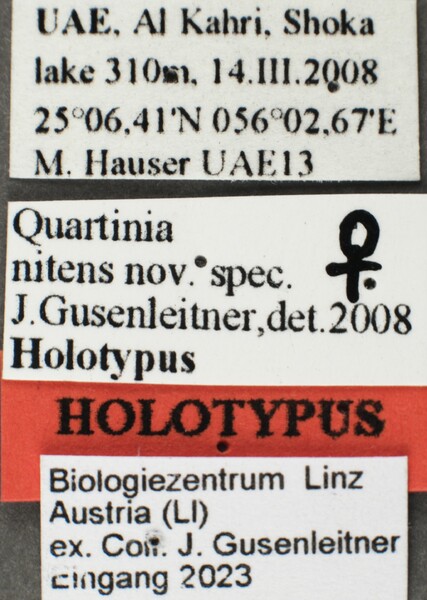 UAE, Al Kahri, Shoka
lake 310m, 14.III.2008
25°06,41'N 056°02,67'E
M. Hauser UAE13
Quartinia ♀
nitens nov. spec.
J.Gusenleitner,det.2008
Holotypus
HOLOTYPUS
Biologiezentrum Linz
Austria (LI)
ex. Coll. J. Gusenleitner
Eingang 2023